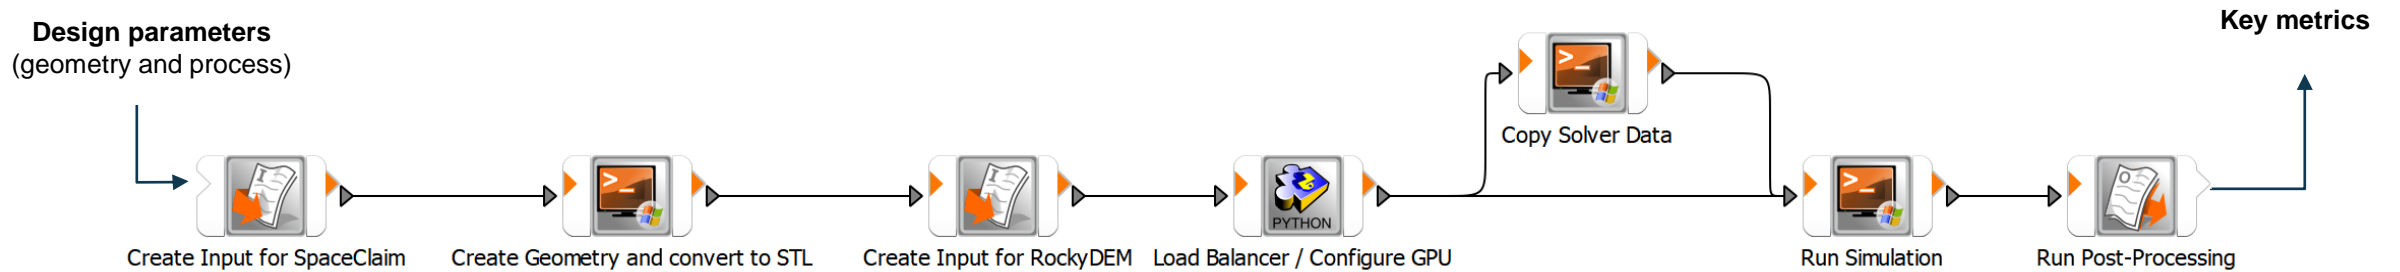 Design parameters
(geometry and process)
Key metrics
Copy Solver Data
PYTHON
Create Input for SpaceClaim
Create Geometry and convert to STL
Create Input for RockyDEM
Load Balancer / Configure GPU
Run Simulation
Run Post-Processing